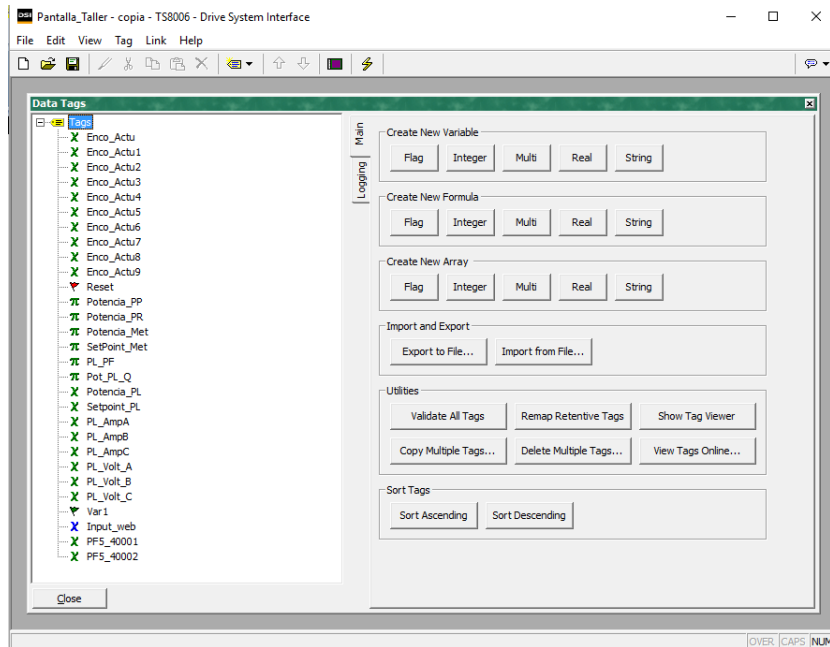 DSI Pantalla_Taller - copia - TS8006 - Drive System Interface
File Edit View Tag Link Help
Data Tags
Tags
Enco_Actu
Enco_Actu1
Enco_Actu2
Enco_Actu3
Enco_Actu4
Enco_Actu5
Enco_Actu6
Enco_Actu7
Enco_Actu8
Enco_Actu9
Reset
Potencia_PP
Potencia_PR
Potencia_Met
SetPoint_Met
PL_PF
Pot_PL_Q
Potencia_PL
Setpoint_PL
PL_AmpA
PL_AmpB
PL_AmpC
PL_Volt_A
PL_Volt_B
PL_Volt_C
Var1
Input_web
PF5_40001
PF5_40002
Close
Main
Logging
Create New Variable
Flag Integer Multi Real String
Create New Formula
Flag Integer Multi Real String
Create New Array
Flag Integer Multi Real String
Import and Export
Export to File... Import from File...
Utilities
Validate All Tags Remap Retentive Tags Show Tag Viewer
Copy Multiple Tags... Delete Multiple Tags... View Tags Online...
Sort Tags
Sort Ascending Sort Descending
OVER CAPS NUM